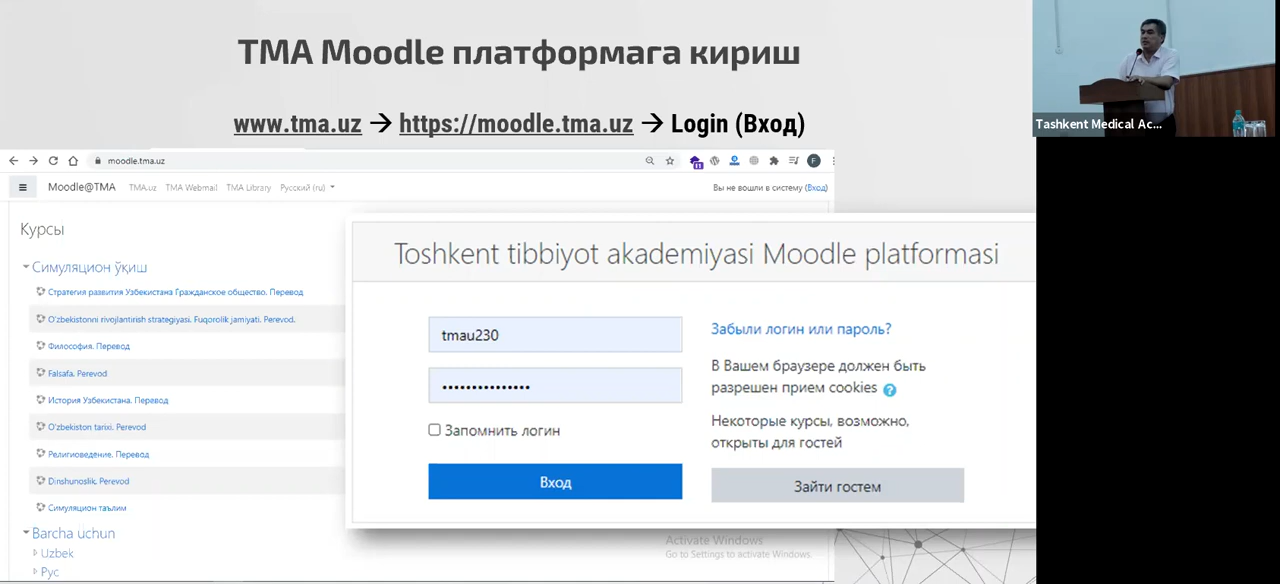 TMA Moodle платформага кириш
www.tma.uz → https://moodle.tma.uz → Login (Вход)
Tashkent Medical Ac...
moodle.tma.uz
Moodle@TMA TMA.uz TMA Webmail TMA Library Русский (ru)
Вы не вошли в систему (Вход)
Курсы
Симуляцион ўқиш
Стратегия развития Узбекистана Гражданское общество. Перевод
O'zbekistonni rivojlantirish strategiyasi. Fuqorolik jamiyati. Perevod.
Философия. Перевод
Falsafa. Perevod
История Узбекистана. Перевод
O'zbekiston tarixi. Perevod
Религиоведение. Перевод
Dinshunoslik. Perevod
Симуляцион таълим
Barcha uchun
Uzbek
Рус
Toshkent tibbiyot akademiyasi Moodle platformasi
tmau230
•••••••••••••••
Запомнить логин
Вход
Забыли логин или пароль?
В Вашем браузере должен быть
разрешен прием cookies
Некоторые курсы, возможно,
открыты для гостей
Зайти гостем
Activate Windows
Go to Settings to activate Windows.